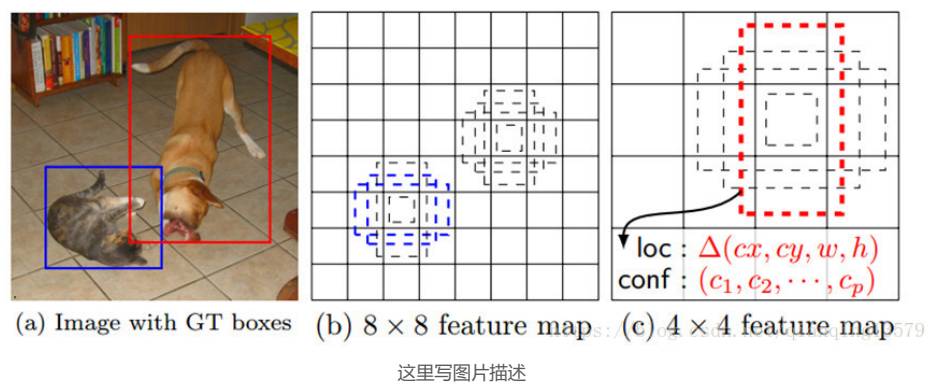 loc : Δ(cx, cy, w, h)
conf : (c₁, c₂, ···, cₚ)
(a) Image with GT boxes
(b) 8 × 8 feature map
(c) 4 × 4 feature map
这里写图片描述